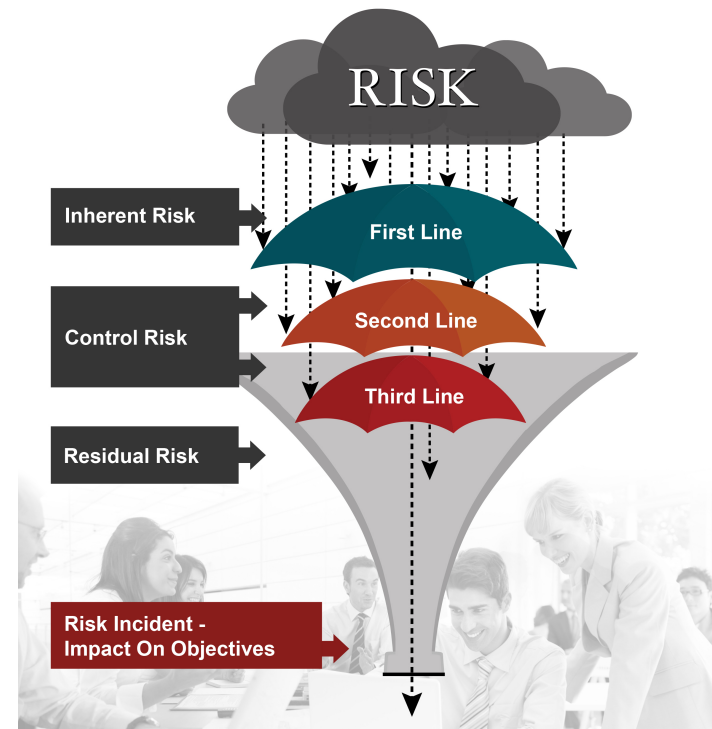 RISK
Inherent Risk
First Line
Control Risk
Second Line
Third Line
Residual Risk
Risk Incident -
Impact On Objectives